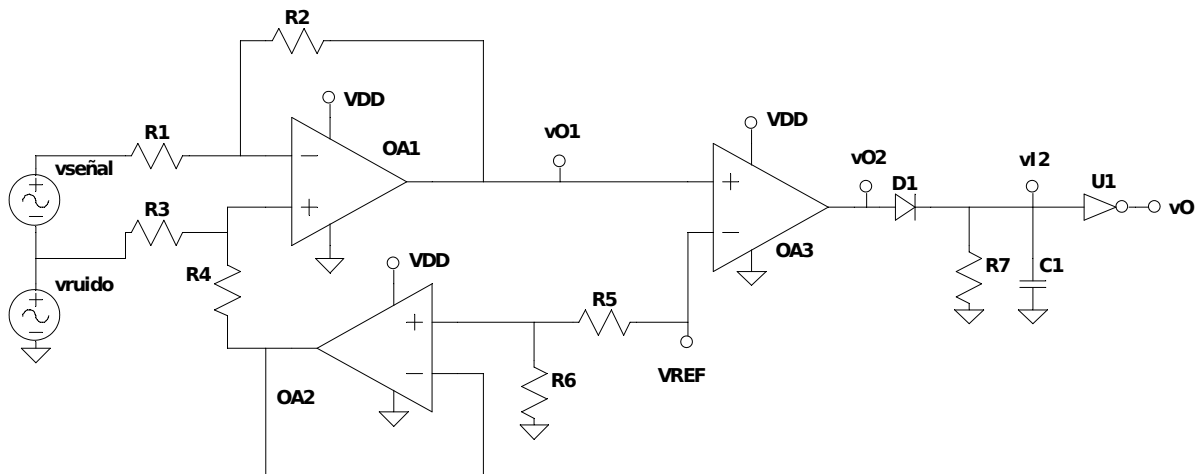 R2
VDD
R1
OA1
vO1
VDD
vO2
D1
vI2
U1
vseñal
R3
vO
OA3
R4
VDD
R7
C1
vruido
R5
R6
VREF
OA2